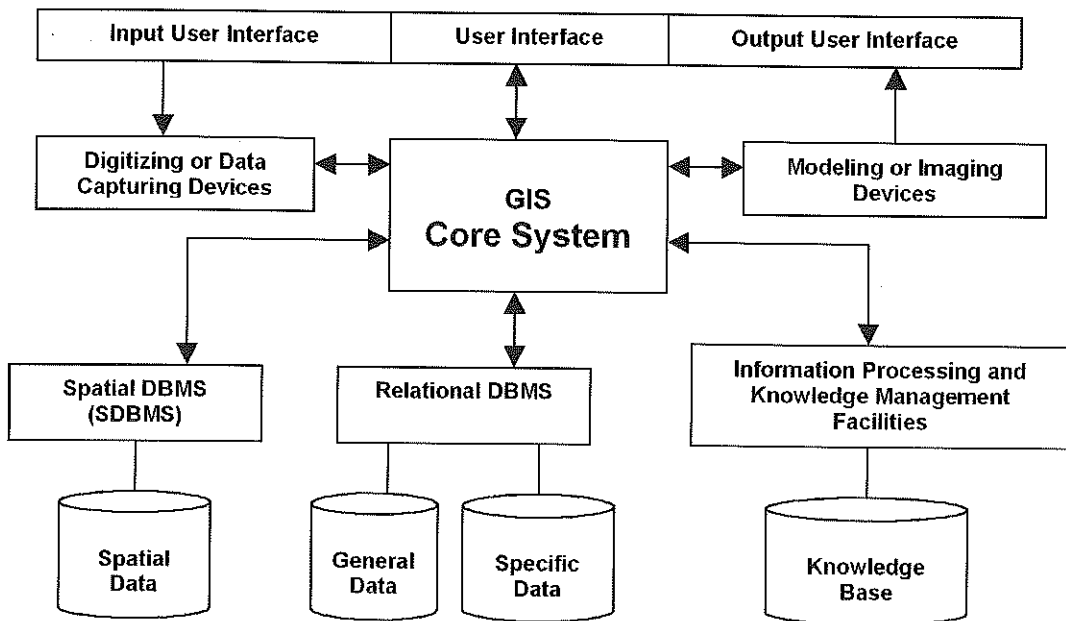 Input User Interface
User Interface
Output User Interface
Digitizing or Data
Capturing Devices
GIS
Core System
Modeling or Imaging
Devices
Spatial DBMS
(SDBMS)
Relational DBMS
Information Processing and
Knowledge Management
Facilities
Spatial
Data
General
Data
Specific
Data
Knowledge
Base